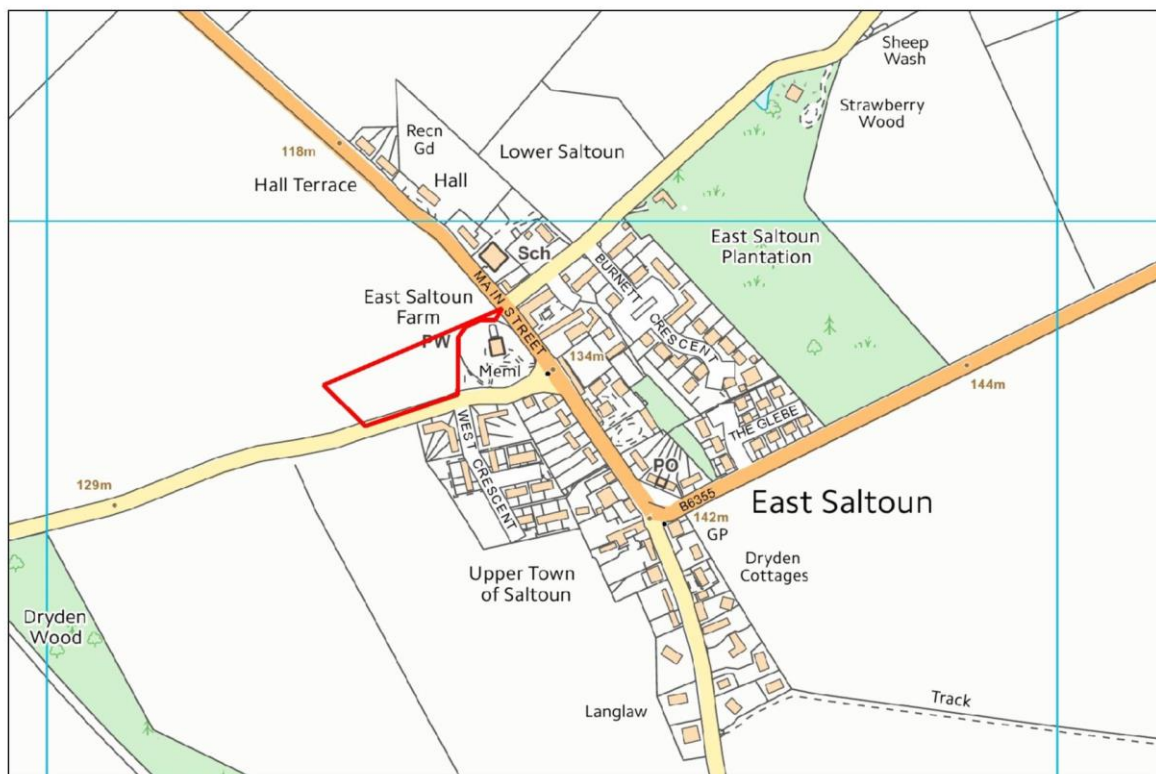 Sheep
Wash
Strawberry
Wood
Recn
Gd
Lower Saltoun
118m
Hall
Hall Terrace
East Saltoun
Plantation
Sch
BURNETT
CRESCENT
MAIN STREET
East Saltoun
Farm
PW
Meml
134m
144m
THE GLEBE
WEST CRESCENT
PO
129m
B6355
East Saltoun
142m
GP
Dryden
Cottages
Upper Town
of Saltoun
Dryden
Wood
Langlaw
Track